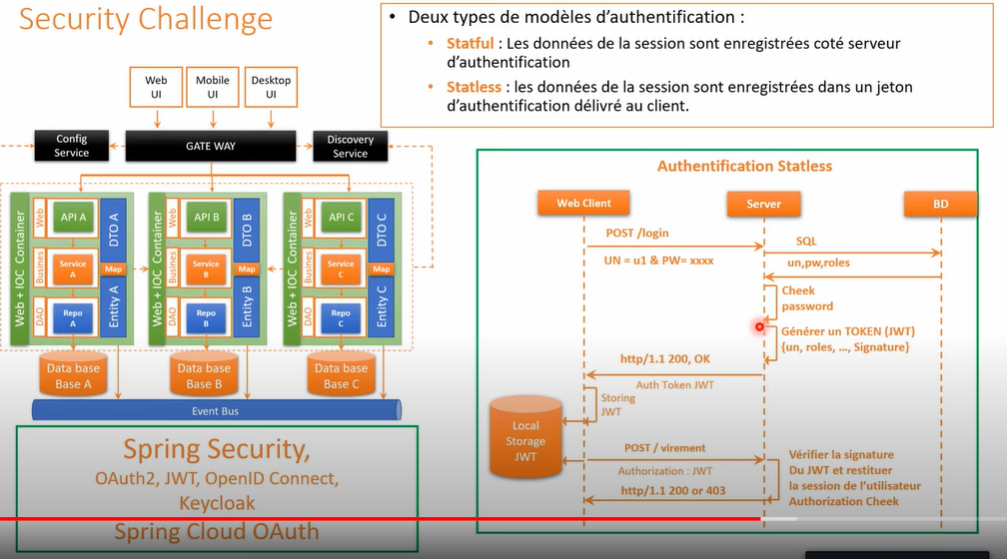 Security Challenge
• Deux types de modèles d’authentification :
• Statful : Les données de la session sont enregistrées coté serveur
d’authentification
• Statless : les données de la session sont enregistrées dans un jeton
d’authentification délivré au client.
Web
UI
Mobile
UI
Desktop
UI
Config
Service
GATE WAY
Discovery
Service
Web + IOC Container
Web
API A
DTO A
Busines
Service
A
Map
DAO
Repo
A
Entity A
Web + IOC Container
Web
API B
DTO B
Busines
Service
B
Map
DAO
Repo
B
Entity B
Web + IOC Container
Web
API C
DTO C
Busines
Service
C
Map
DAO
Repo
C
Entity C
Data base
Base A
Data base
Base B
Data base
Base C
Event Bus
Spring Security,
OAuth2, JWT, OpenID Connect,
Keycloak
Spring Cloud OAuth
Authentification Statless
Web Client
Server
BD
POST /login
UN = u1 & PW= xxxx
SQL
un,pw,roles
Cheek
password
Générer un TOKEN (JWT)
{un, roles, …, Signature}
http/1.1 200, OK
Auth Token JWT
Storing
JWT
Local
Storage
JWT
POST / virement
Authorization : JWT
http/1.1 200 or 403
Vérifier la signature
Du JWT et restituer
la session de l’utilisateur
Authorization Cheek